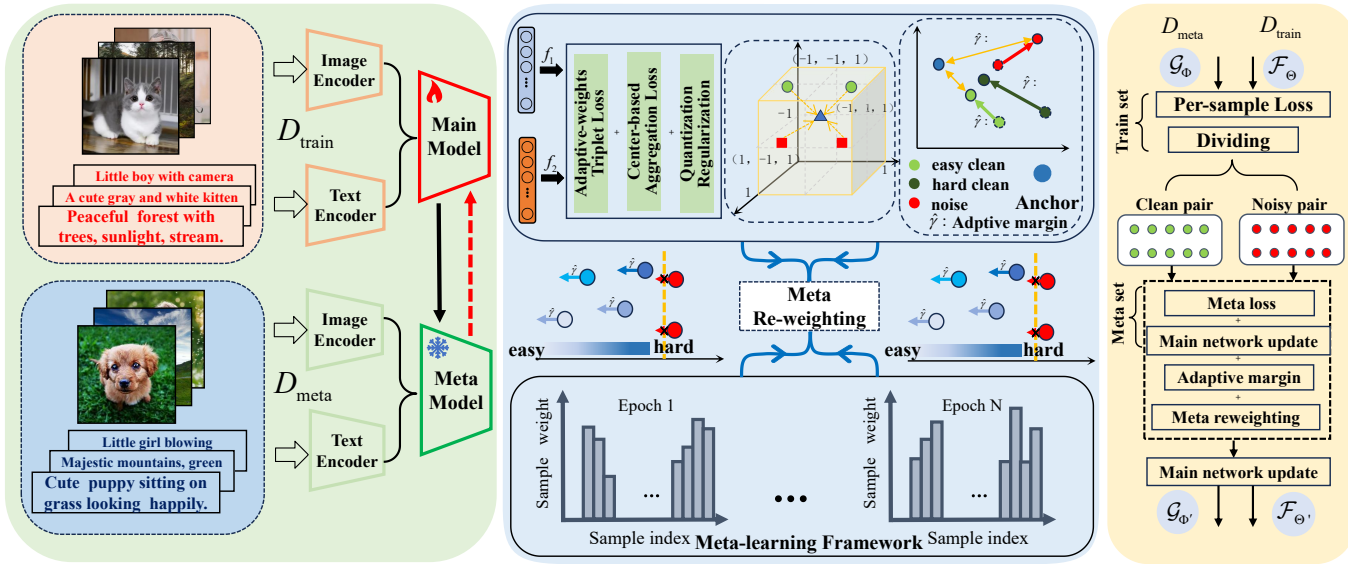 Little boy with camera
A cute gray and white kitten
Peaceful forest with
trees, sunlight, stream.
Little girl blowing
Majestic mountains, green
Cute puppy sitting on
grass looking happily.
Image
Encoder
D_train
Text
Encoder
Main
Model
Image
Encoder
D_meta
Text
Encoder
Meta
Model
f₁
f₂
Adaptive-weights
Triplet Loss
+
Center-based
Aggregation Loss
+
Quantization
Regularization
(-1, -1, 1)
(-1, 1, 1)
-1
1
(1, -1, 1)
1
1
γ̂ :
γ̂ :
γ̂ :
easy clean
hard clean
noise
Anchor
γ̂ : Adptive margin
γ̂
γ̂
γ̂
γ̂
easy
hard
Meta
Re-weighting
γ̂
γ̂
γ̂
γ̂
easy
hard
Epoch 1
Sample weight
...
Sample index
...
Epoch N
Sample weight
...
Sample index
Meta-learning Framework
D_meta
D_train
𝒢_Φ
ℱ_Θ
Train set
Per-sample Loss
Dividing
Clean pair
Noisy pair
Meta set
Meta loss
+
Main network update
+
Adaptive margin
+
Meta reweighting
Main network update
𝒢_Φ'
ℱ_Θ'